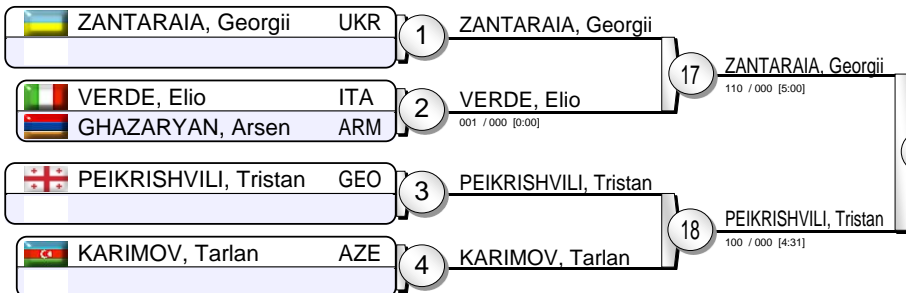 ZANTARAIA, Georgii UKR
1
ZANTARAIA, Georgii
VERDE, Elio ITA
GHAZARYAN, Arsen ARM
2
VERDE, Elio
001 / 000 [0:00]
17
ZANTARAIA, Georgii
110 / 000 [5:00]
PEIKRISHVILI, Tristan GEO
3
PEIKRISHVILI, Tristan
KARIMOV, Tarlan AZE
4
KARIMOV, Tarlan
18
PEIKRISHVILI, Tristan
100 / 000 [4:31]